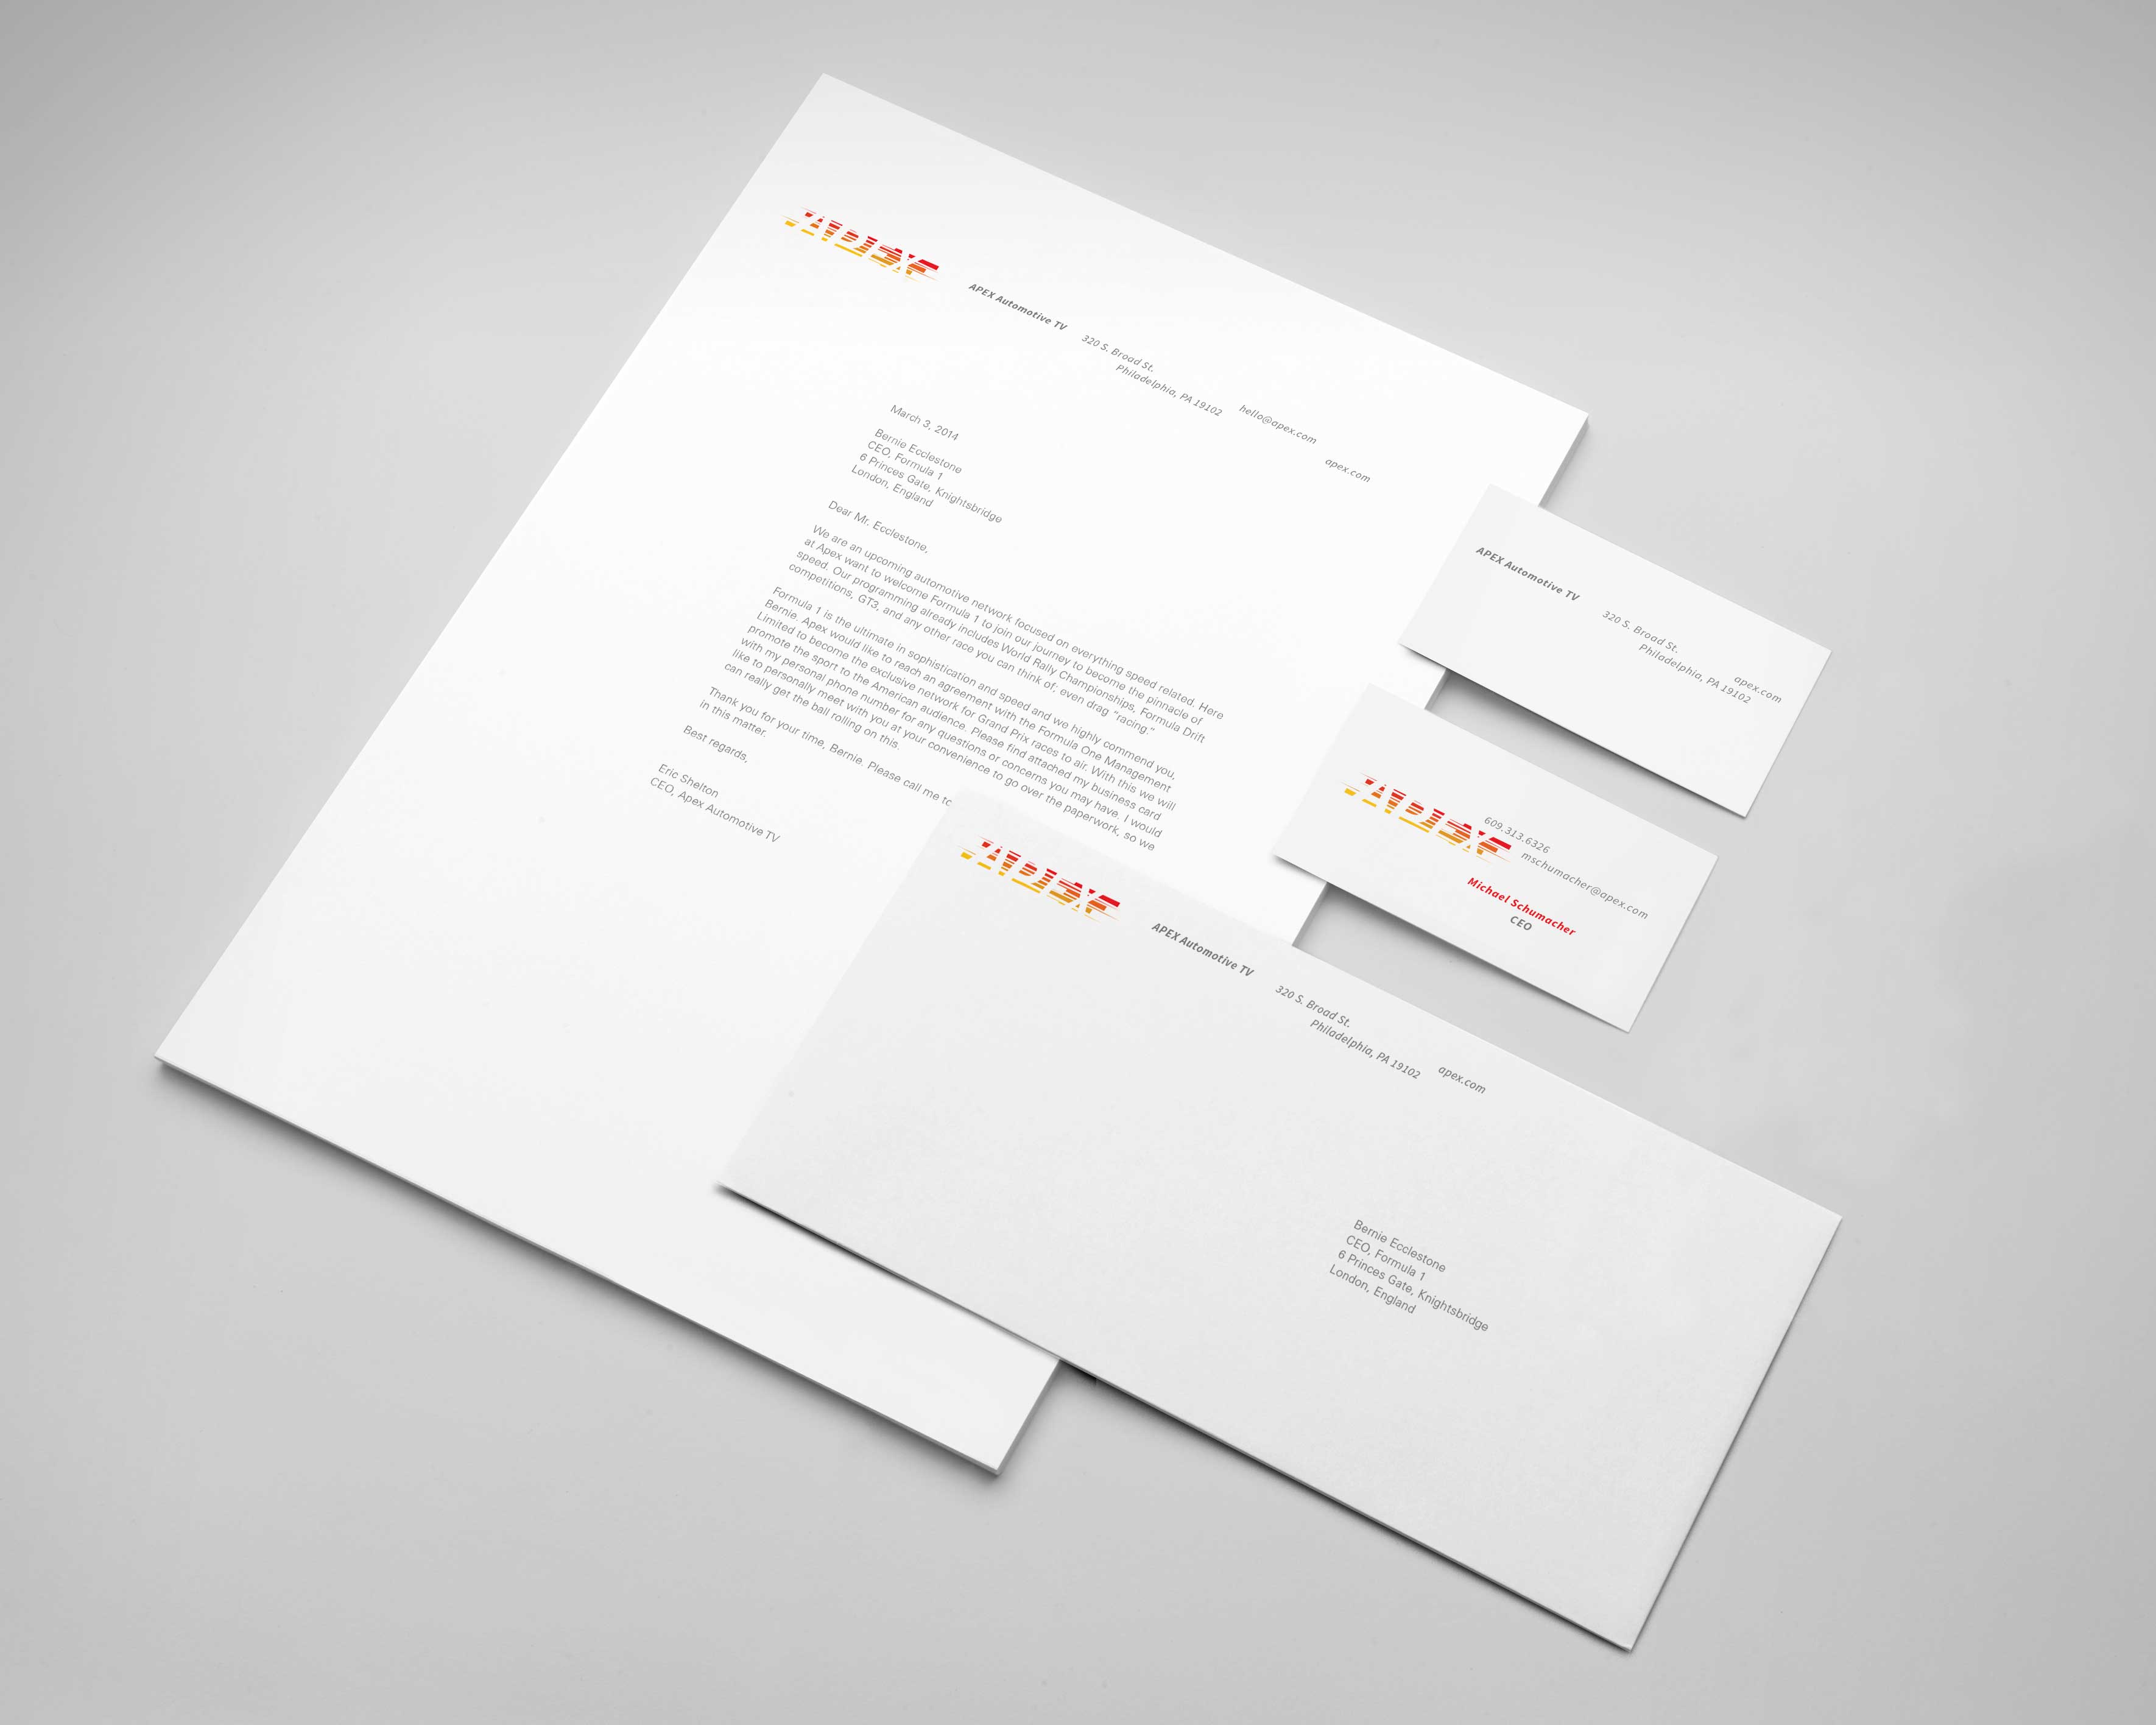 APEX
APEX Automotive TV
320 S. Broad St.
Philadelphia, PA 19102
hello@apex.com
apex.com
March 3, 2014
Bernie Ecclestone
CEO, Formula 1
6 Princes Gate, Knightsbridge
London, England
Dear Mr. Ecclestone,
We are an upcoming automotive network focused on everything speed related. Here
at Apex want to welcome Formula 1 to join our journey to become the pinnacle of
speed. Our programming already includes World Rally Championships, Formula Drift
competitions, GT3, and any other race you can think of; even drag “racing.”
Formula 1 is the ultimate in sophistication and speed and we highly commend you,
Bernie. Apex would like to reach an agreement with the Formula One Management
Limited to become the exclusive network for Grand Prix races to air. With this we will
promote the sport to the American audience. Please find attached my business card
with my personal phone number for any questions or concerns you may have. I would
like to personally meet with you at your convenience to go over the paperwork, so we
can really get the ball rolling on this.
Thank you for your time, Bernie. Please call me to
in this matter.
Best regards,
Eric Shelton
CEO, Apex Automotive TV
APEX Automotive TV
320 S. Broad St.
Philadelphia, PA 19102
apex.com
APEX
609.313.6326
mschumacher@apex.com
Michael Schumacher
CEO
APEX
APEX Automotive TV
320 S. Broad St.
Philadelphia, PA 19102
apex.com
Bernie Ecclestone
CEO, Formula 1
6 Princes Gate, Knightsbridge
London, England